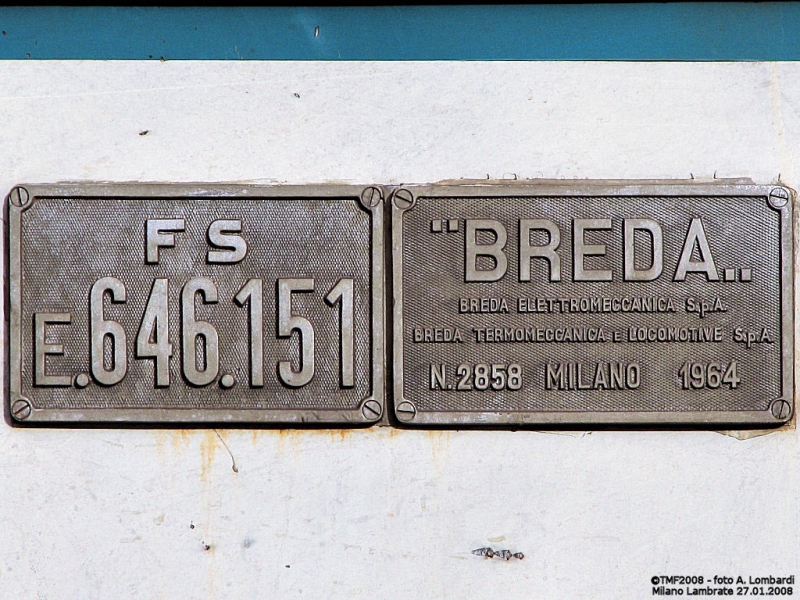 FS
E.646.151
"BREDA„
BREDA ELETTROMECCANICA S.p.A.
BREDA TERMOMECCANICA E LOCOMOTIVE S.p.A.
N.2858 MILANO 1964
©TMF2008 - foto A. Lombardi
Milano Lambrate 27.01.2008